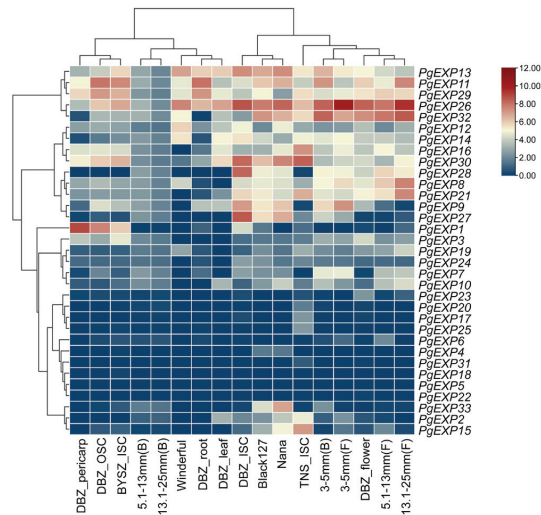 PgEXP13
PgEXP11
PgEXP29
PgEXP26
PgEXP32
PgEXP12
PgEXP14
PgEXP16
PgEXP30
PgEXP28
PgEXP8
PgEXP21
PgEXP9
PgEXP27
PgEXP1
PgEXP3
PgEXP19
PgEXP24
PgEXP7
PgEXP10
PgEXP23
PgEXP20
PgEXP17
PgEXP25
PgEXP6
PgEXP4
PgEXP31
PgEXP18
PgEXP5
PgEXP22
PgEXP33
PgEXP2
PgEXP15
12.00
10.00
8.00
6.00
4.00
2.00
0.00
DBZ_pericarp
DBZ_OSC
BYSZ_ISC
5.1-13mm(B)
13.1-25mm(B)
Winderful
DBZ_root
DBZ_leaf
DBZ_ISC
Black127
Nana
TNS_ISC
3-5mm(B)
3-5mm(F)
DBZ_flower
5.1-13mm(F)
13.1-25mm(F)